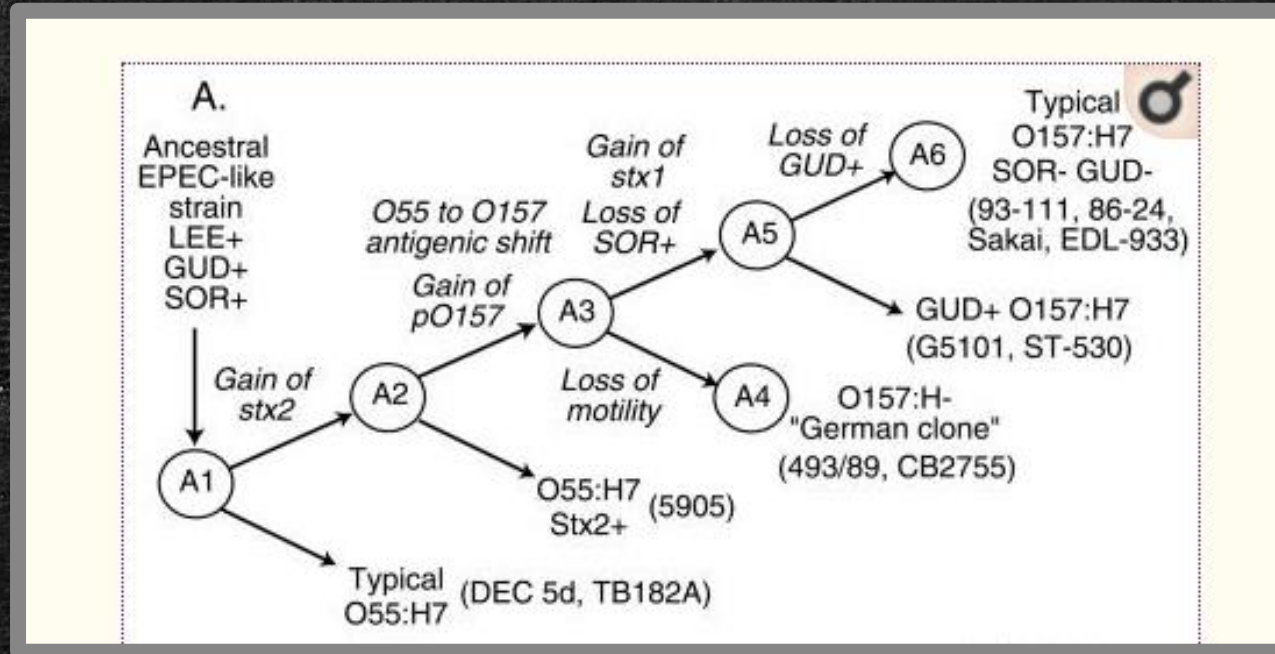 A.
Ancestral
EPEC-like
strain
LEE+
GUD+
SOR+
A1
Gain of
stx2
A2
O55 to O157
antigenic shift
Gain of
pO157
A3
Gain of
stx1
Loss of
SOR+
A5
Loss of
GUD+
A6
Typical
O157:H7
SOR- GUD-
(93-111, 86-24,
Sakai, EDL-933)
GUD+ O157:H7
(G5101, ST-530)
Loss of
motility
A4
O157:H-
"German clone"
(493/89, CB2755)
O55:H7 (5905)
Stx2+
Typical (DEC 5d, TB182A)
O55:H7